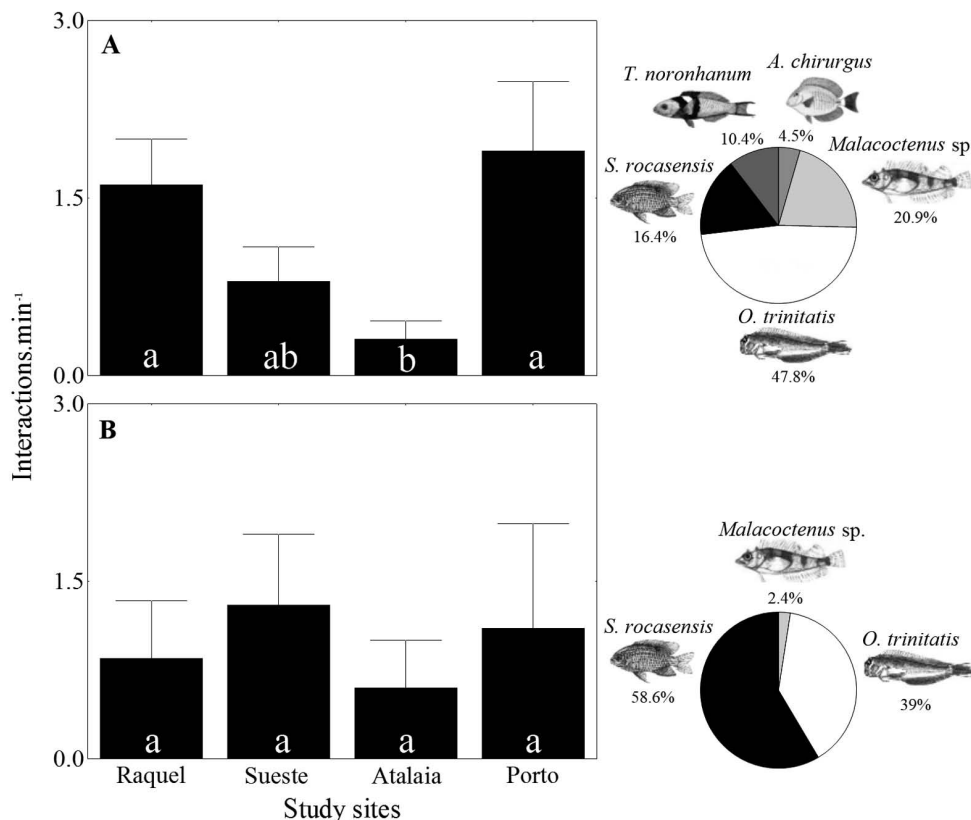 3.0
A
1.5
0.0
a
ab
b
a
T. noronhanum
A. chirurgus
10.4%
4.5%
Malacoctenus sp.
20.9%
S. rocasensis
16.4%
O. trinitatis
47.8%
Interactions.min⁻¹
3.0
B
1.5
0.0
a
a
a
a
Raquel
Sueste
Atalaia
Porto
Study sites
Malacoctenus sp.
2.4%
S. rocasensis
58.6%
O. trinitatis
39%